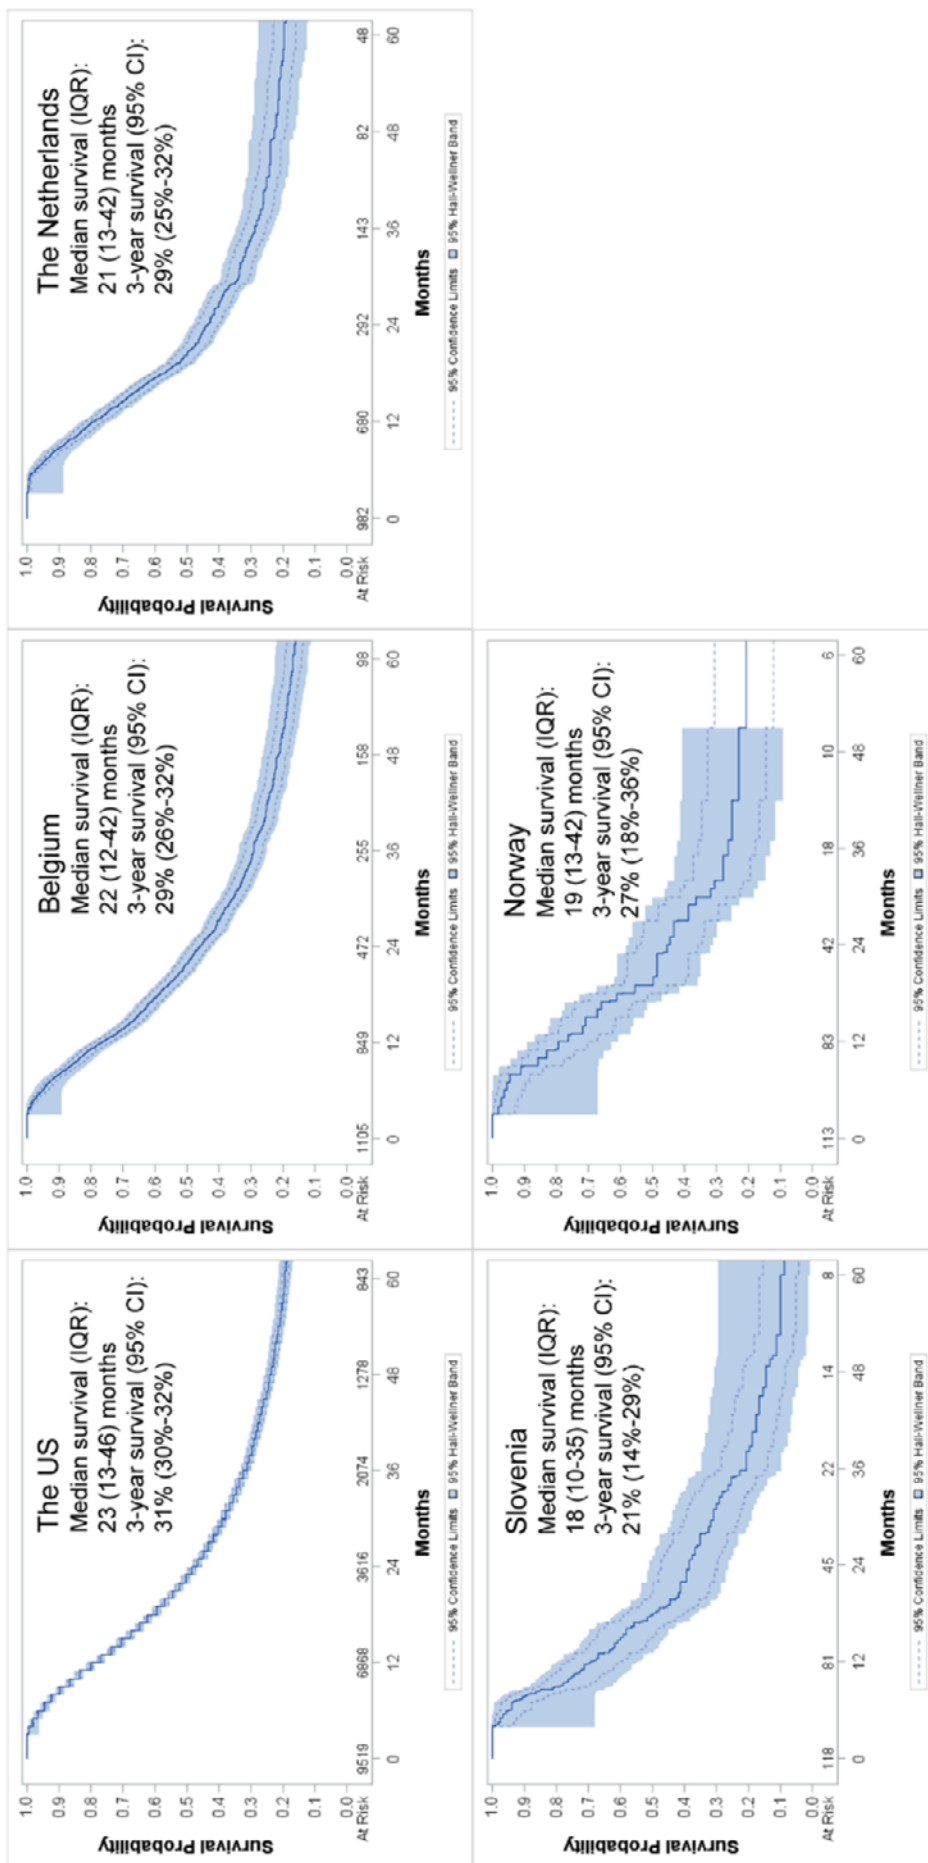 The US
Median survival (IQR):
23 (13-46) months
3-year survival (95% CI):
31% (30%-32%)
Survival Probability
1.0
0.9
0.8
0.7
0.6
0.5
0.4
0.3
0.2
0.1
0.0
At Risk
9519 6868 3616 2074 1278 843
0 12 24 36 48 60
Months
95% Confidence Limits 95% Hall-Wellner Band
Belgium
Median survival (IQR):
22 (12-42) months
3-year survival (95% CI):
29% (26%-32%)
Survival Probability
1.0
0.9
0.8
0.7
0.6
0.5
0.4
0.3
0.2
0.1
0.0
At Risk
1105 849 472 255 158 98
0 12 24 36 48 60
Months
95% Confidence Limits 95% Hall-Wellner Band
The Netherlands
Median survival (IQR):
21 (13-42) months
3-year survival (95% CI):
29% (25%-32%)
Survival Probability
1.0
0.9
0.8
0.7
0.6
0.5
0.4
0.3
0.2
0.1
0.0
At Risk
982 680 292 143 82 48
0 12 24 36 48 60
Months
95% Confidence Limits 95% Hall-Wellner Band
Slovenia
Median survival (IQR):
18 (10-35) months
3-year survival (95% CI):
21% (14%-29%)
Survival Probability
1.0
0.9
0.8
0.7
0.6
0.5
0.4
0.3
0.2
0.1
0.0
At Risk
118 81 45 22 14 8
0 12 24 36 48 60
Months
95% Confidence Limits 95% Hall-Wellner Band
Norway
Median survival (IQR):
19 (13-42) months
3-year survival (95% CI):
27% (18%-36%)
Survival Probability
1.0
0.9
0.8
0.7
0.6
0.5
0.4
0.3
0.2
0.1
0.0
At Risk
113 83 42 18 10 6
0 12 24 36 48 60
Months
95% Confidence Limits 95% Hall-Wellner Band